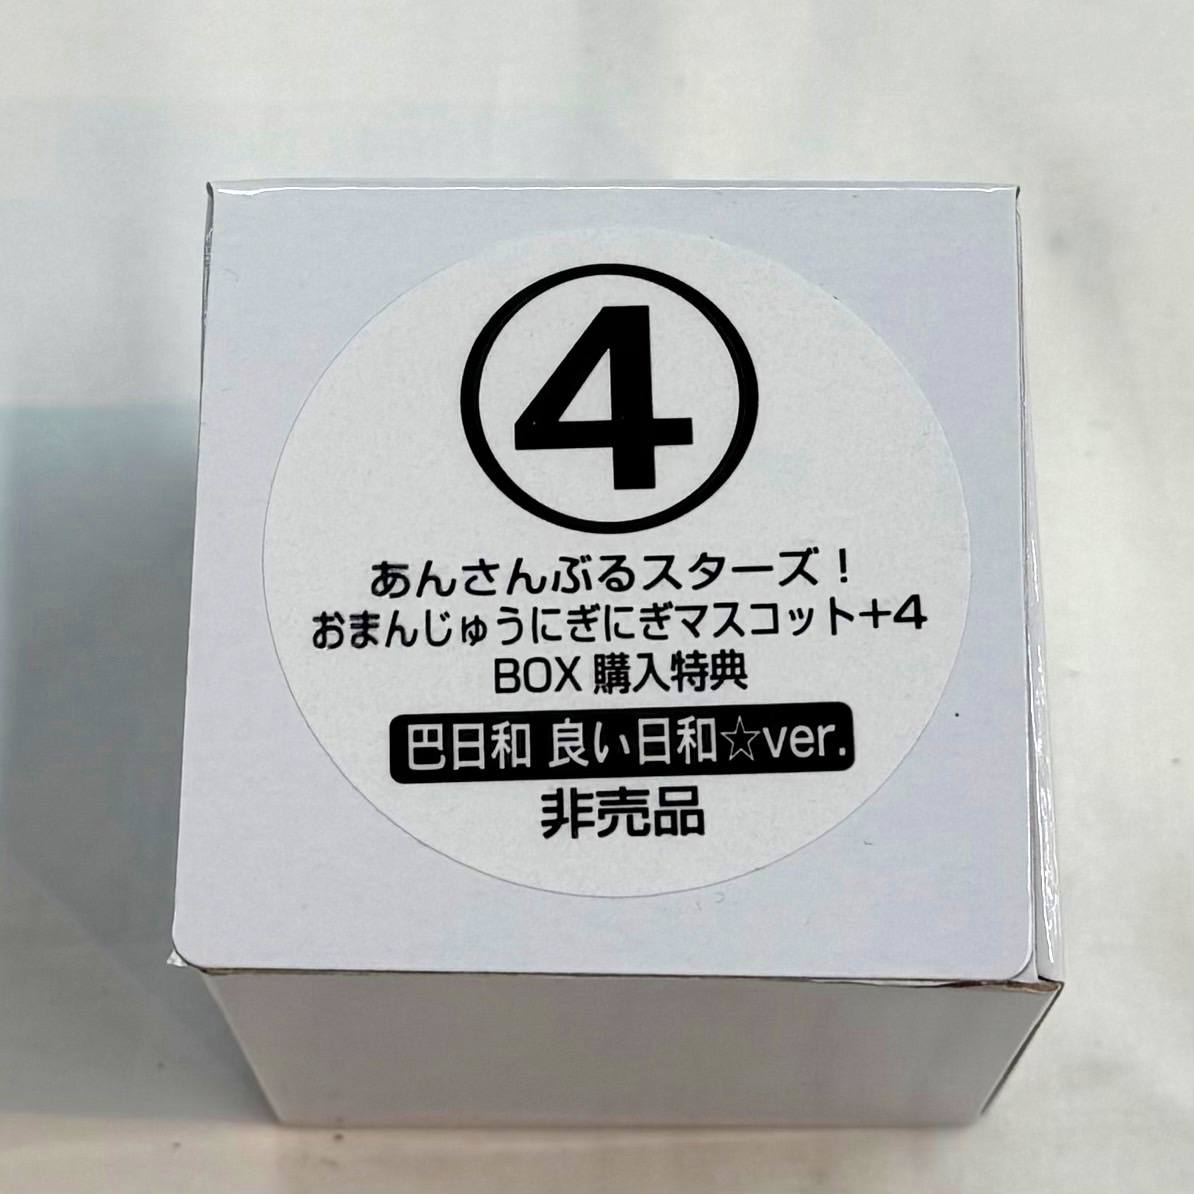 ④
あんさんぶるスターズ！
おまんじゅうにぎにぎマスコット+4
BOX 購入特典
巴日和 良い日和☆ver.
非売品